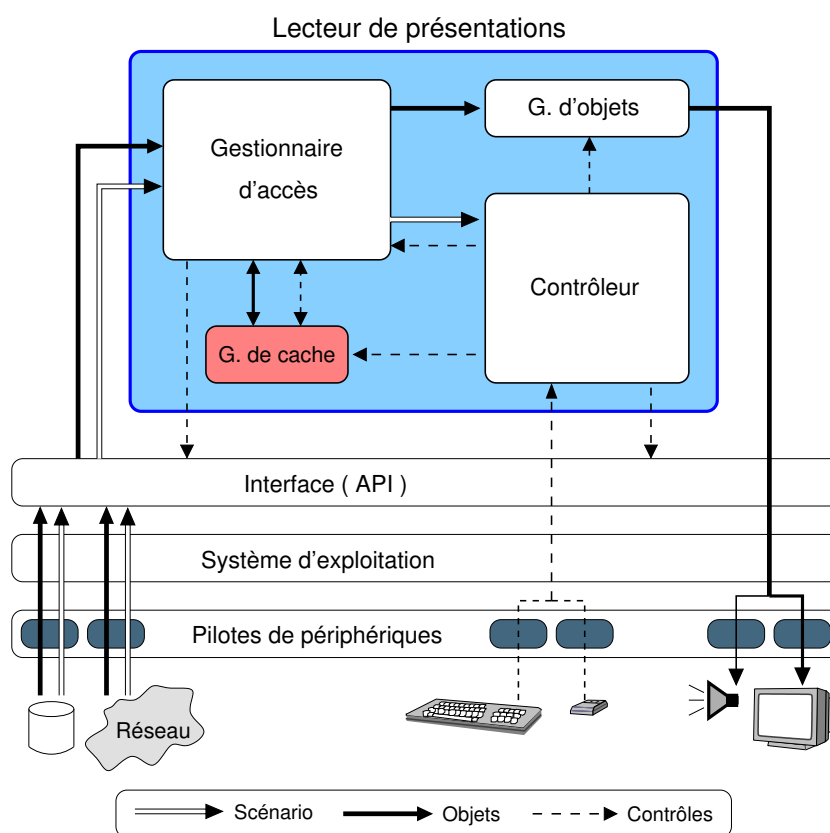 Lecteur de présentations
G. d'objets
Gestionnaire
d'accès
Contrôleur
G. de cache
Interface ( API )
Système d'exploitation
Pilotes de périphériques
Réseau
Scénario
Objets
Contrôles